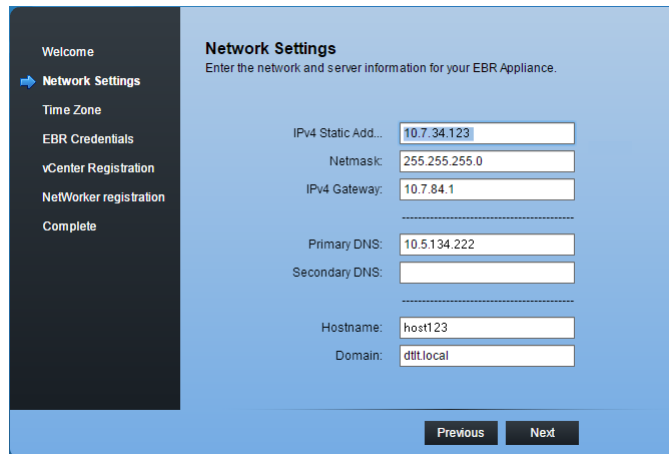 Welcome
Network Settings
Time Zone
EBR Credentials
vCenter Registration
NetWorker registration
Complete
Network Settings
Enter the network and server information for your EBR Appliance.
IPv4 Static Add... 10.7.34.123
Netmask: 255.255.255.0
IPv4 Gateway: 10.7.84.1
Primary DNS: 10.5.134.222
Secondary DNS:
Hostname: host123
Domain: dtlt.local
Previous Next